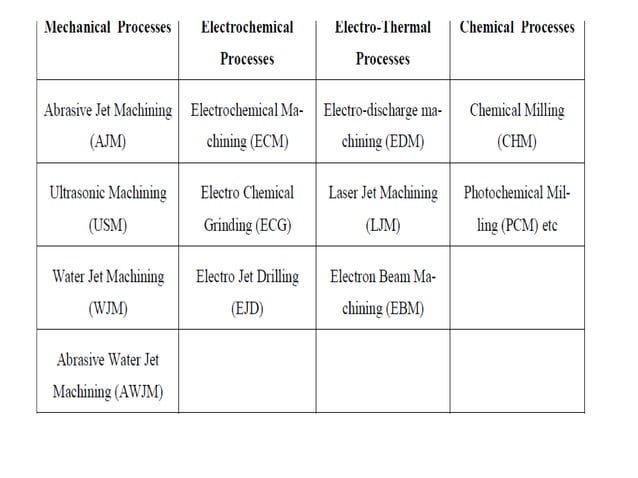 Mechanical Processes
Electrochemical
Processes
Electro-Thermal
Processes
Chemical Processes
Abrasive Jet Machining
(AJM)
Electrochemical Ma-
chining (ECM)
Electro-discharge ma-
chining (EDM)
Chemical Milling
(CHM)
Ultrasonic Machining
(USM)
Electro Chemical
Grinding (ECG)
Laser Jet Machining
(LJM)
Photochemical Mil-
ling (PCM) etc
Water Jet Machining
(WJM)
Electro Jet Drilling
(EJD)
Electron Beam Ma-
chining (EBM)
Abrasive Water Jet
Machining (AWJM)